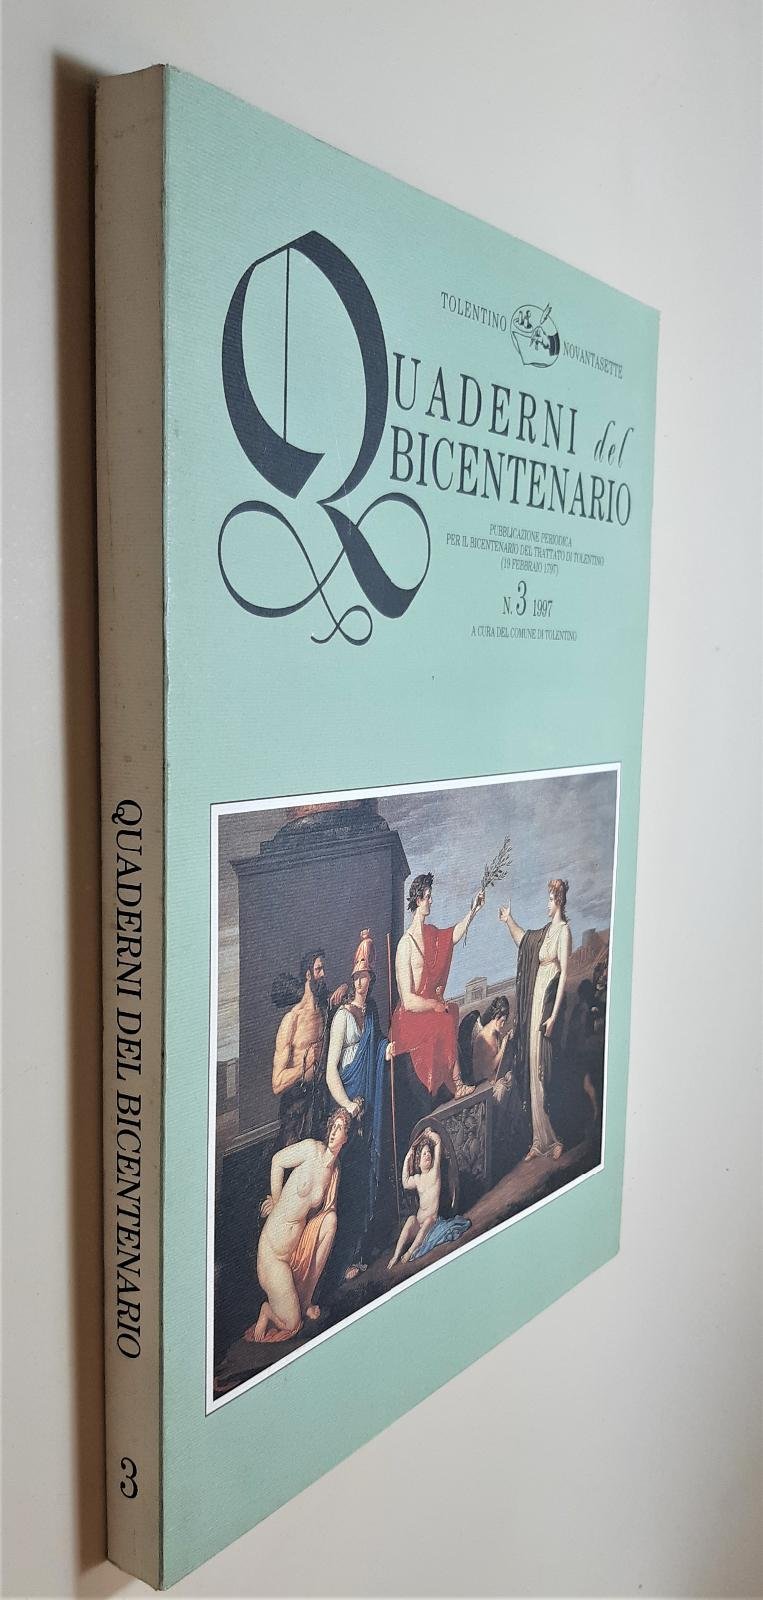 TOLENTINO NOVANTASETTE
QUADERNI del
BICENTENARIO
PUBBLICAZIONE PERIODICA
PER IL BICENTENARIO DEL TRATTATO DI TOLENTINO
(19 FEBBRAIO 1797)
N. 3 1997
A CURA DEL COMUNE DI TOLENTINO
QUADERNI DEL BICENTENARIO 3